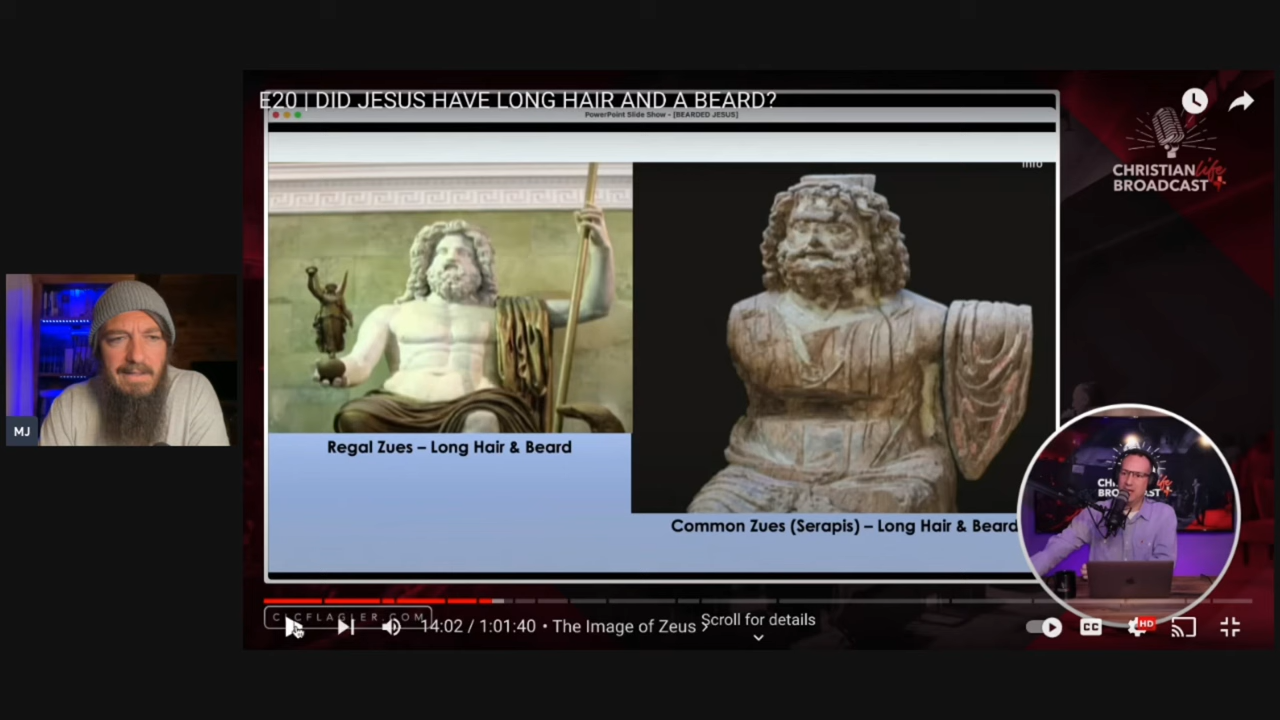 E20 | DID JESUS HAVE LONG HAIR AND A BEARD?
PowerPoint Slide Show - [BEARDED JESUS]
Info
CHRISTIAN life
BROADCAST
Regal Zues – Long Hair & Beard
Common Zues (Serapis) – Long Hair & Beard
MJ
CLCFLAGLER.COM
14:02 / 1:01:40 • The Image of Zeus
Scroll for details
CC
HD